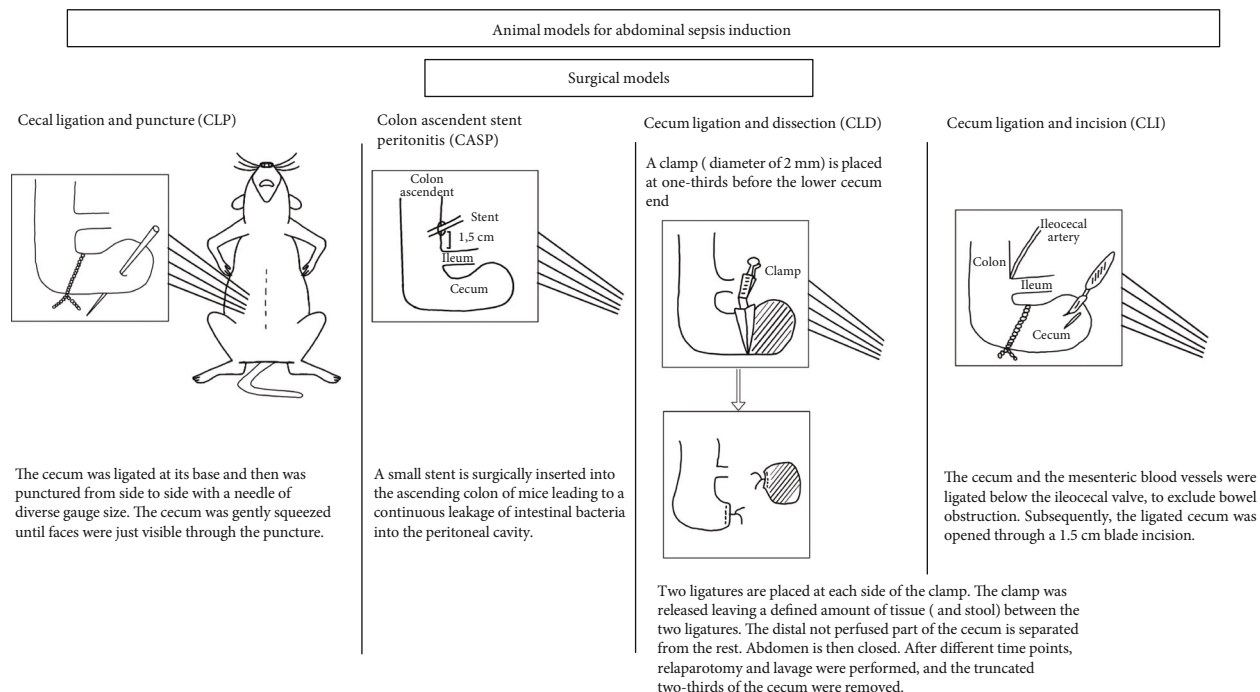 Animal models for abdominal sepsis induction
Surgical models
Cecal ligation and puncture (CLP)
The cecum was ligated at its base and then was
punctured from side to side with a needle of
diverse gauge size. The cecum was gently squeezed
until faces were just visible through the puncture.
Colon ascendent stent
peritonitis (CASP)
Colon
ascendent
Stent
1,5 cm
Ileum
Cecum
A small stent is surgically inserted into
the ascending colon of mice leading to a
continuous leakage of intestinal bacteria
into the peritoneal cavity.
Cecum ligation and dissection (CLD)
A clamp ( diameter of 2 mm) is placed
at one-thirds before the lower cecum
end
Clamp
Two ligatures are placed at each side of the clamp. The clamp was
released leaving a defined amount of tissue ( and stool) between the
two ligatures. The distal not perfused part of the cecum is separated
from the rest. Abdomen is then closed. After different time points,
relaparotomy and lavage were performed, and the truncated
two-thirds of the cecum were removed.
Cecum ligation and incision (CLI)
Ileocecal
artery
Colon
Ileum
Cecum
The cecum and the mesenteric blood vessels were
ligated below the ileocecal valve, to exclude bowel
obstruction. Subsequently, the ligated cecum was
opened through a 1.5 cm blade incision.